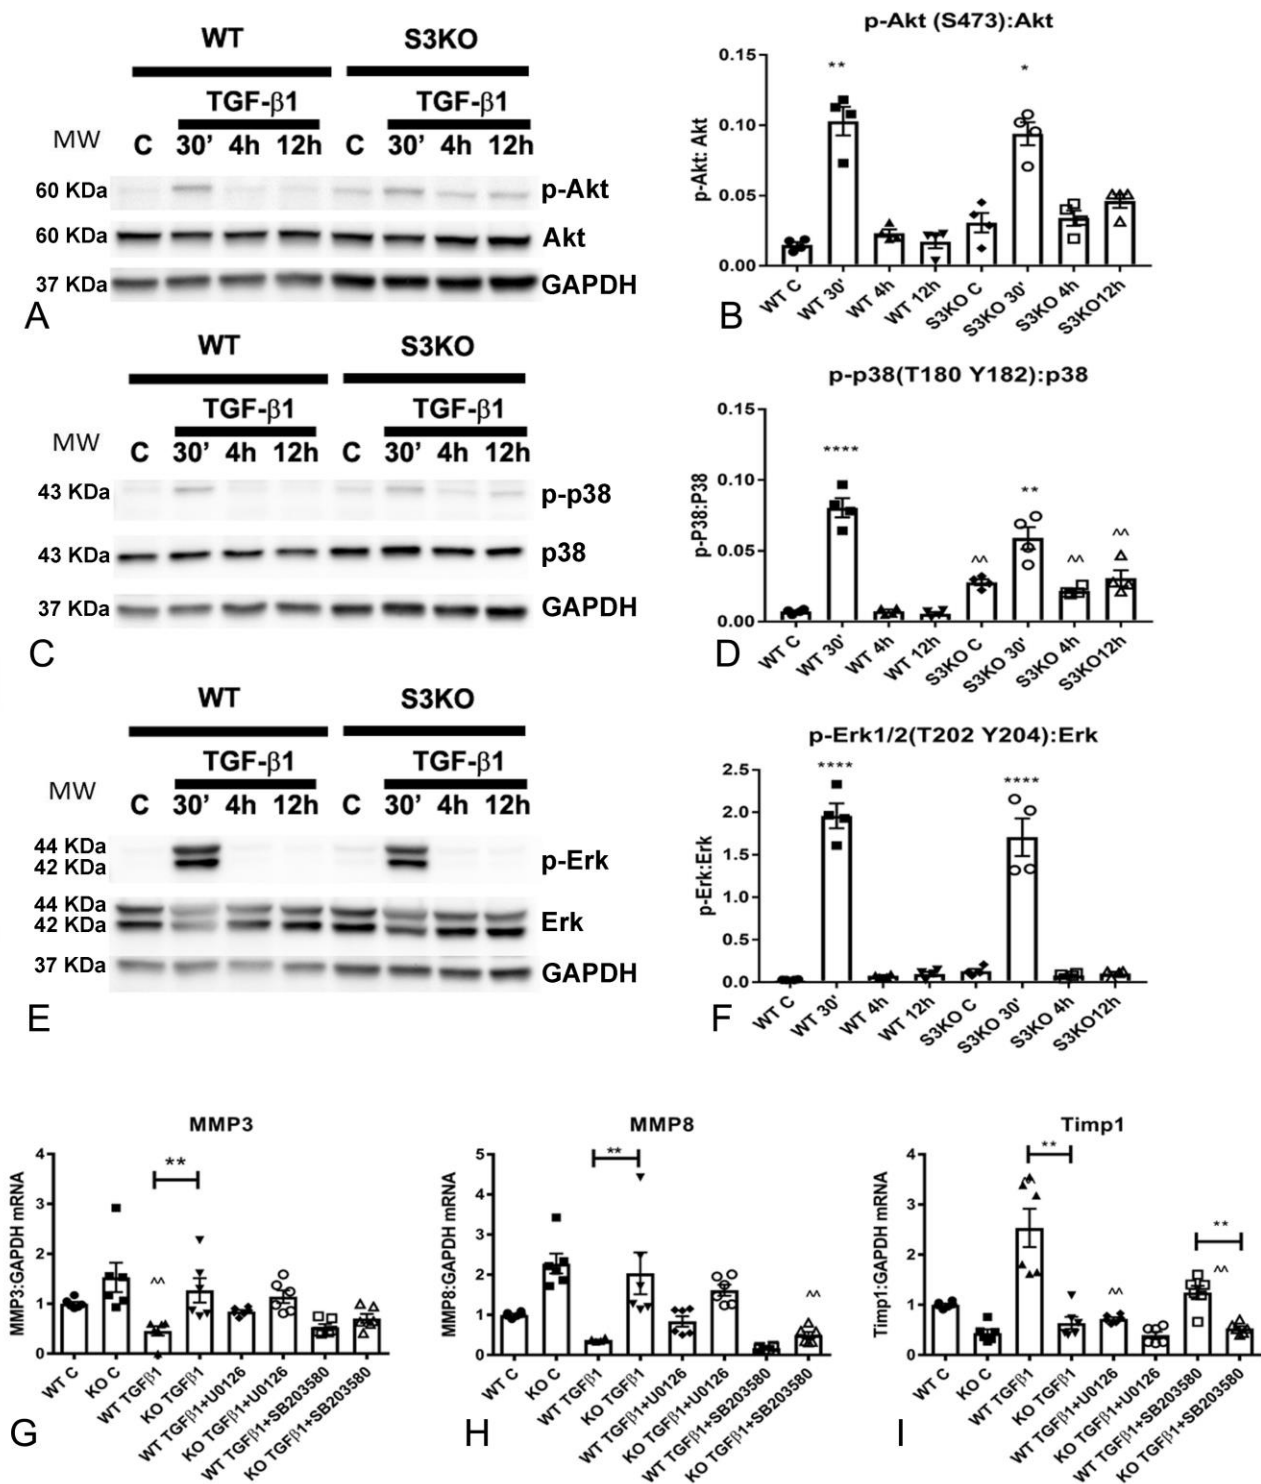 WT S3KO
TGF-β1 TGF-β1
MW C 30’ 4h 12h C 30’ 4h 12h
60 KDa p-Akt
60 KDa Akt
37 KDa GAPDH
A
p-Akt (S473):Akt
p-Akt: Akt
0.15
0.10
0.05
0.00
** *
WT C WT 30' WT 4h WT 12h S3KO C S3KO 30' S3KO 4h S3KO12h
B
WT S3KO
TGF-β1 TGF-β1
MW C 30’ 4h 12h C 30’ 4h 12h
43 KDa p-p38
43 KDa p38
37 KDa GAPDH
C
p-p38(T180 Y182):p38
p-P38:P38
0.15
0.10
0.05
0.00
**** ^^ ** ^^ ^^
WT C WT 30' WT 4h WT 12h S3KO C S3KO 30' S3KO 4h S3KO12h
D
WT S3KO
TGF-β1 TGF-β1
MW C 30’ 4h 12h C 30’ 4h 12h
44 KDa
42 KDa p-Erk
44 KDa
42 KDa Erk
37 KDa GAPDH
E
p-Erk1/2(T202 Y204):Erk
p-Erk:Erk
2.5
2.0
1.5
1.0
0.5
0.0
**** ****
WT C WT 30' WT 4h WT 12h S3KO C S3KO 30' S3KO 4h S3KO12h
F
MMP3
MMP3:GAPDH mRNA
4
3
2
1
0
**
^^
WT C KO C WT TGFβ1 KO TGFβ1 WT TGFβ1+U0126 KO TGFβ1+U0126 WT TGFβ1+SB203580 KO TGFβ1+SB203580
G
MMP8
MMP8:GAPDH mRNA
5
4
3
2
1
0
**
^^
WT C KO C WT TGFβ1 KO TGFβ1 WT TGFβ1+U0126 KO TGFβ1+U0126 WT TGFβ1+SB203580 KO TGFβ1+SB203580
H
Timp1
Timp1:GAPDH mRNA
4
3
2
1
0
** **
^^ ^^
WT C KO C WT TGFβ1 KO TGFβ1 WT TGFβ1+U0126 KO TGFβ1+U0126 WT TGFβ1+SB203580 KO TGFβ1+SB203580
I